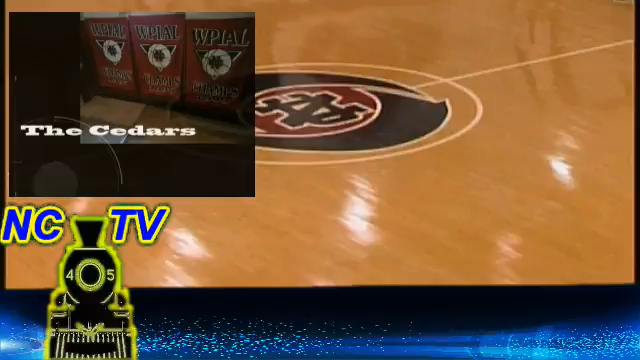 WPIAL WPIAL WPIAL
CHAMPS CHAMPS CHAMPS
The Cedars
NC TV
4 5